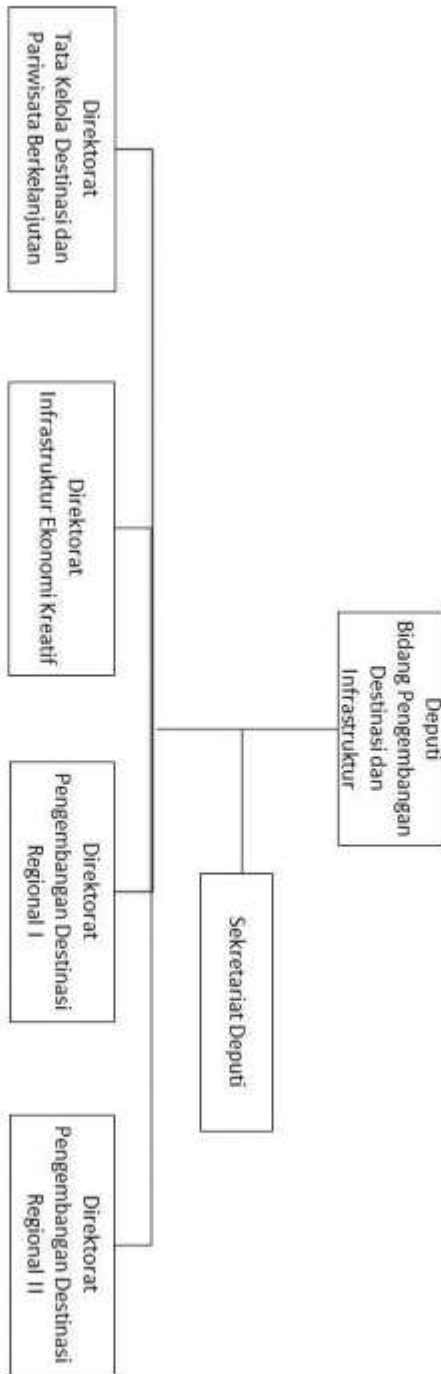 Deputi
Bidang Pengembangan
Destinasi dan
Infrastruktur
Sekretariat Deputi
Direktorat
Tata Kelola Destinasi dan
Pariwisata Berkelanjutan
Direktorat
Infrastruktur Ekonomi Kreatif
Direktorat
Pengembangan Destinasi
Regional I
Direktorat
Pengembangan Destinasi
Regional II